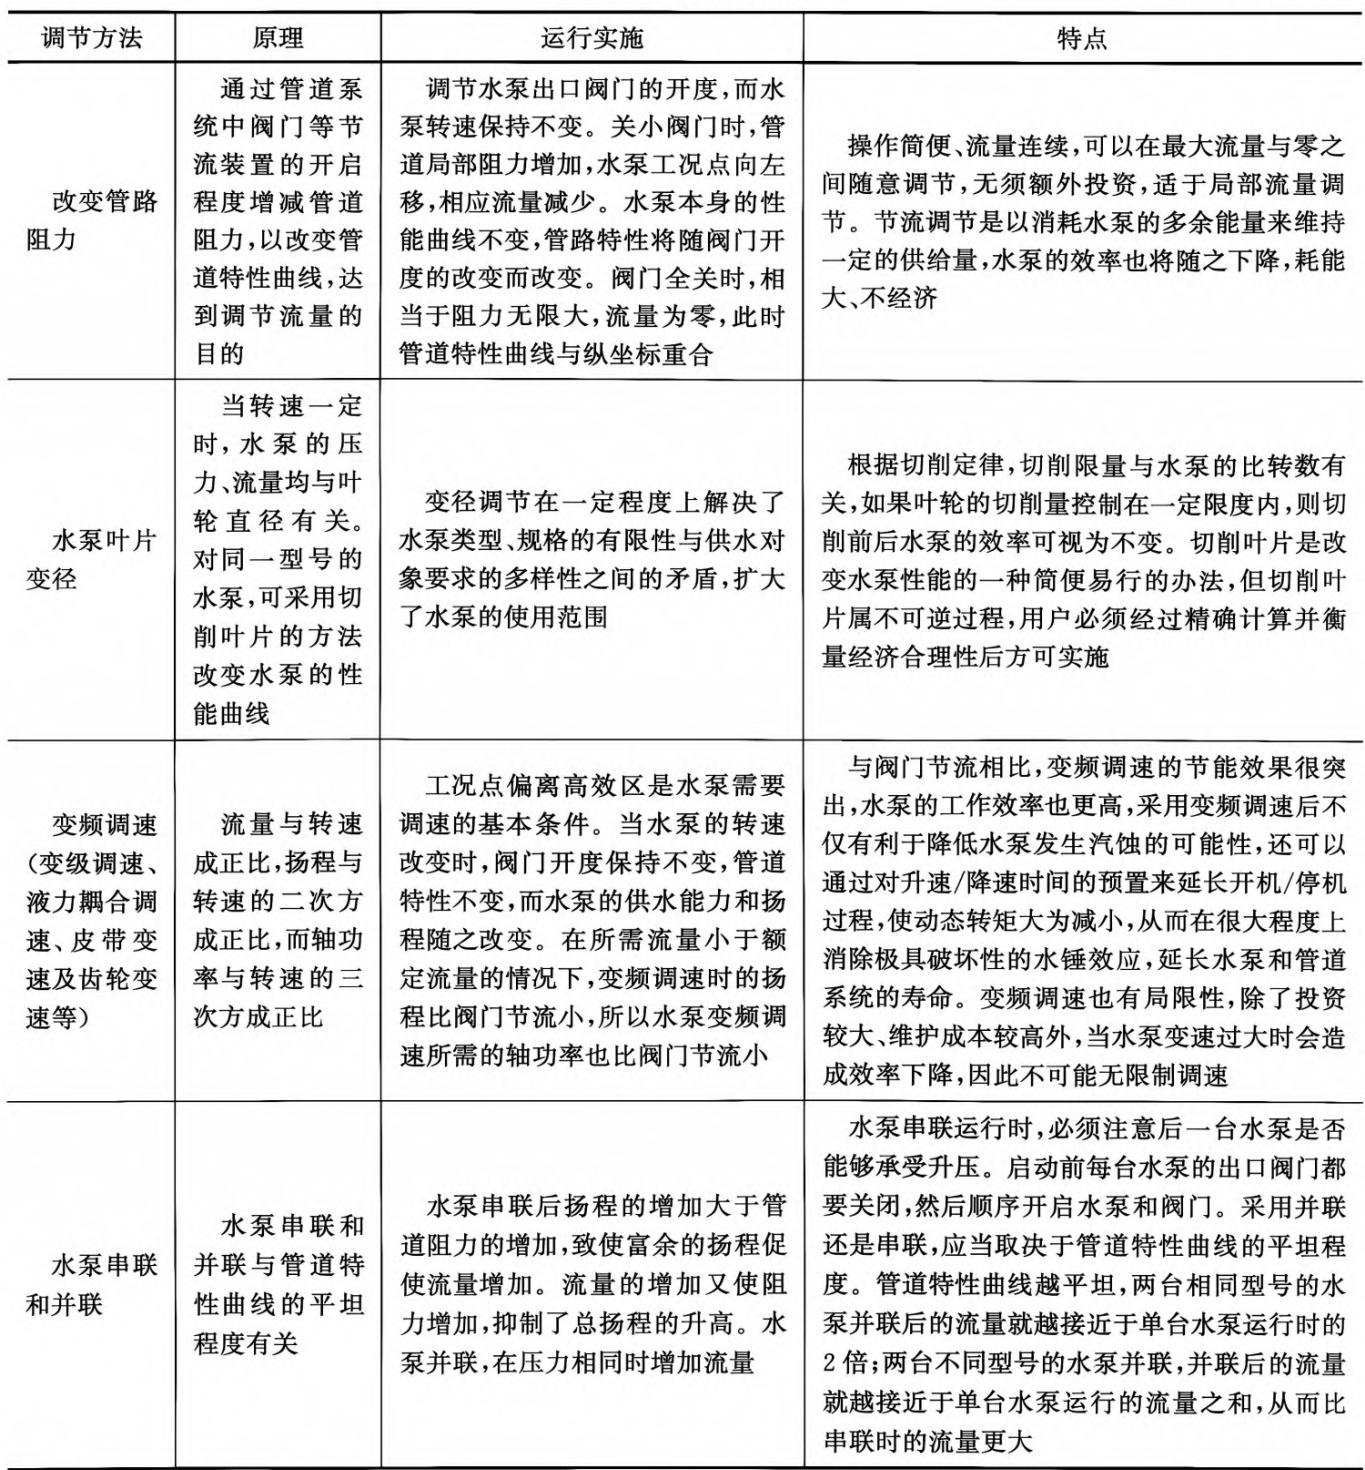 调节方法
原理
运行实施
特点
改变管路
阻力
通过管道泵
统中阀门等节
流装置的开启
程度增减管道
阻力,以改变管
道特性曲线,达
到调节流量的
目的
调节水泵出口阀门的开度,而水
泵转速保持不变。关小阀门时,管
道局部阻力增加,水泵工况点向左
移,相应流量减少。水泵本身的性
能曲线不变,管路特性将随阀门开
度的改变而改变。阀门全关时,相
当于阻力无限大,流量为零,此时
管道特性曲线与纵坐标重合
操作简便、流量连续,可以在最大流量与零之
间随意调节,无须额外投资,适于局部流量调
节。节流调节是以消耗水泵的多余能量来维持
一定的供给量,水泵的效率也将随之下降,耗能
大、不经济
水泵叶片
变径
当转速一定
时,水泵的压
力、流量均与叶
轮直径有关。
对同一型号的
水泵,可采用切
削叶片的方法
改变水泵的性
能曲线
变径调节在一定程度上解决了
水泵类型、规格的有限性与供水对
象要求的多样性之间的矛盾,扩大
了水泵的使用范围
根据切削定律,切削限量与水泵的比转数有
关,如果叶轮的切削量控制在一定限度内,则切
削前后水泵的效率可视为不变。切削叶片是改
变水泵性能的一种简便易行的办法,但切削叶
片属不可逆过程,用户必须经过精确计算并衡
量经济合理性后方可实施
变频调速
(变级调速、
液力耦合调
速、皮带变
速及齿轮变
速等)
流量与转速
成正比,扬程与
转速的二次方
成正比,而轴功
率与转速的三
次方成正比
工况点偏离高效区是水泵需要
调速的基本条件。当水泵的转速
改变时,阀门开度保持不变,管道
特性不变,而水泵的供水能力和扬
程随之改变。在所需流量小于额
定流量的情况下,变频调速时的扬
程比阀门节流小,所以水泵变频调
速所需的轴功率也比阀门节流小
与阀门节流相比,变频调速的节能效果很突
出,水泵的工作效率也更高,采用变频调速后不
仅有利于降低水泵发生汽蚀的可能性,还可以
通过对升速/降速时间的预置来延长开机/停机
过程,使动态转矩大为减小,从而在很大程度上
消除极具破坏性的水锤效应,延长水泵和管道
系统的寿命。变频调速也有局限性,除了投资
较大、维护成本较高外,当水泵变速过大时会造
成效率下降,因此不可能无限制调速
水泵串联
和并联
水泵串联和
并联与管道特
性曲线的平坦
程度有关
水泵串联后扬程的增加大于管
道阻力的增加,致使富余的扬程促
使流量增加。流量的增加又使阻
力增加,抑制了总扬程的升高。水
泵并联,在压力相同时增加流量
水泵串联运行时,必须注意后一台水泵是否
能够承受升压。启动前每台水泵的出口阀门都
要关闭,然后顺序开启水泵和阀门。采用并联
还是串联,应当取决于管道特性曲线的平坦程
度。管道特性曲线越平坦,两台相同型号的水
泵并联后的流量就越接近于单台水泵运行时的
2倍;两台不同型号的水泵并联,并联后的流量
就越接近于单台水泵运行的流量之和,从而比
串联时的流量更大